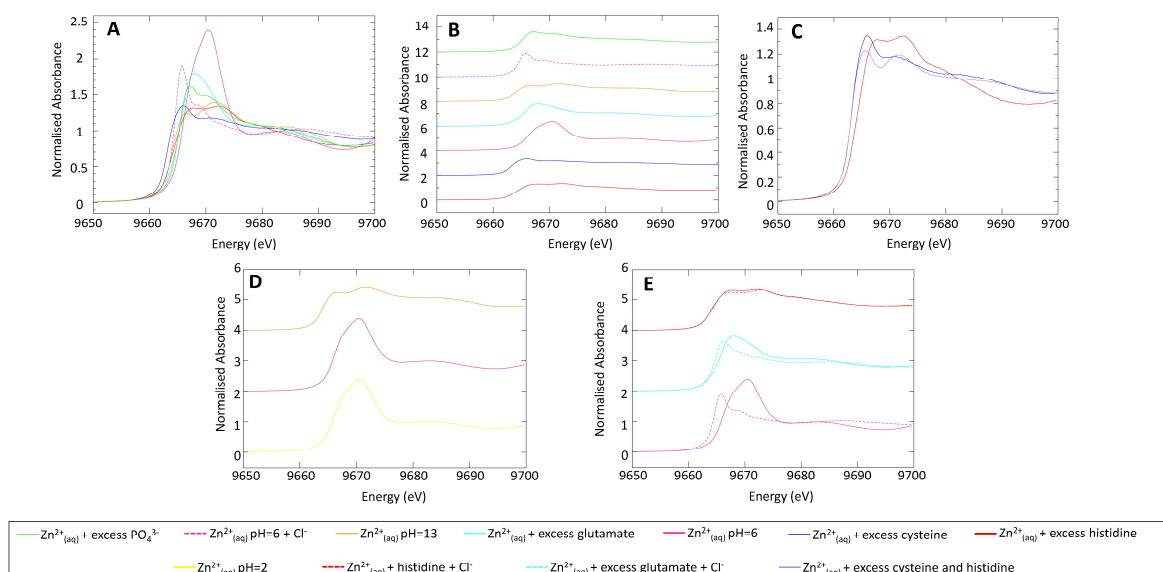 A
Normalised Absorbance
2.5
2
1.5
1
0.5
0
9650 9660 9670 9680 9690 9700
Energy (eV)
B
Normalised Absorbance
14
12
10
8
6
4
2
0
9650 9660 9670 9680 9690 9700
Energy (eV)
C
Normalised Absorbance
1.4
1.2
1
0.8
0.6
0.4
0.2
0
9650 9660 9670 9680 9690 9700
Energy (eV)
D
Normalised Absorbance
6
5
4
3
2
1
0
9650 9660 9670 9680 9690 9700
Energy (eV)
E
Normalised Absorbance
6
5
4
3
2
1
0
9650 9660 9670 9680 9690 9700
Energy (eV)
Zn²⁺(aq) + excess PO₄³⁻ Zn²⁺(aq) pH=6 + Cl⁻ Zn²⁺(aq) pH=13 Zn²⁺(aq) + excess glutamate Zn²⁺(aq) pH=6 Zn²⁺(aq) + excess cysteine Zn²⁺(aq) + excess histidine
Zn²⁺(aq) pH=2 Zn²⁺(aq) + histidine + Cl⁻ Zn²⁺(aq) + excess glutamate + Cl⁻ Zn²⁺(aq) + excess cysteine and histidine